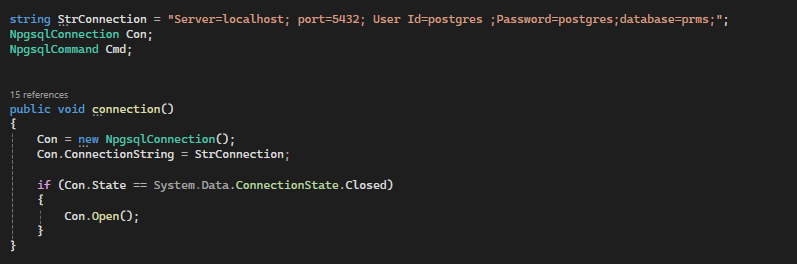 string StrConnection = "Server=localhost; port=5432; User Id=postgres ;Password=postgres;database=prms;";
NpgsqlConnection Con;
NpgsqlCommand Cmd;
15 references
public void connection()
{
Con = new NpgsqlConnection();
Con.ConnectionString = StrConnection;
if (Con.State == System.Data.ConnectionState.Closed)
{
Con.Open();
}
}